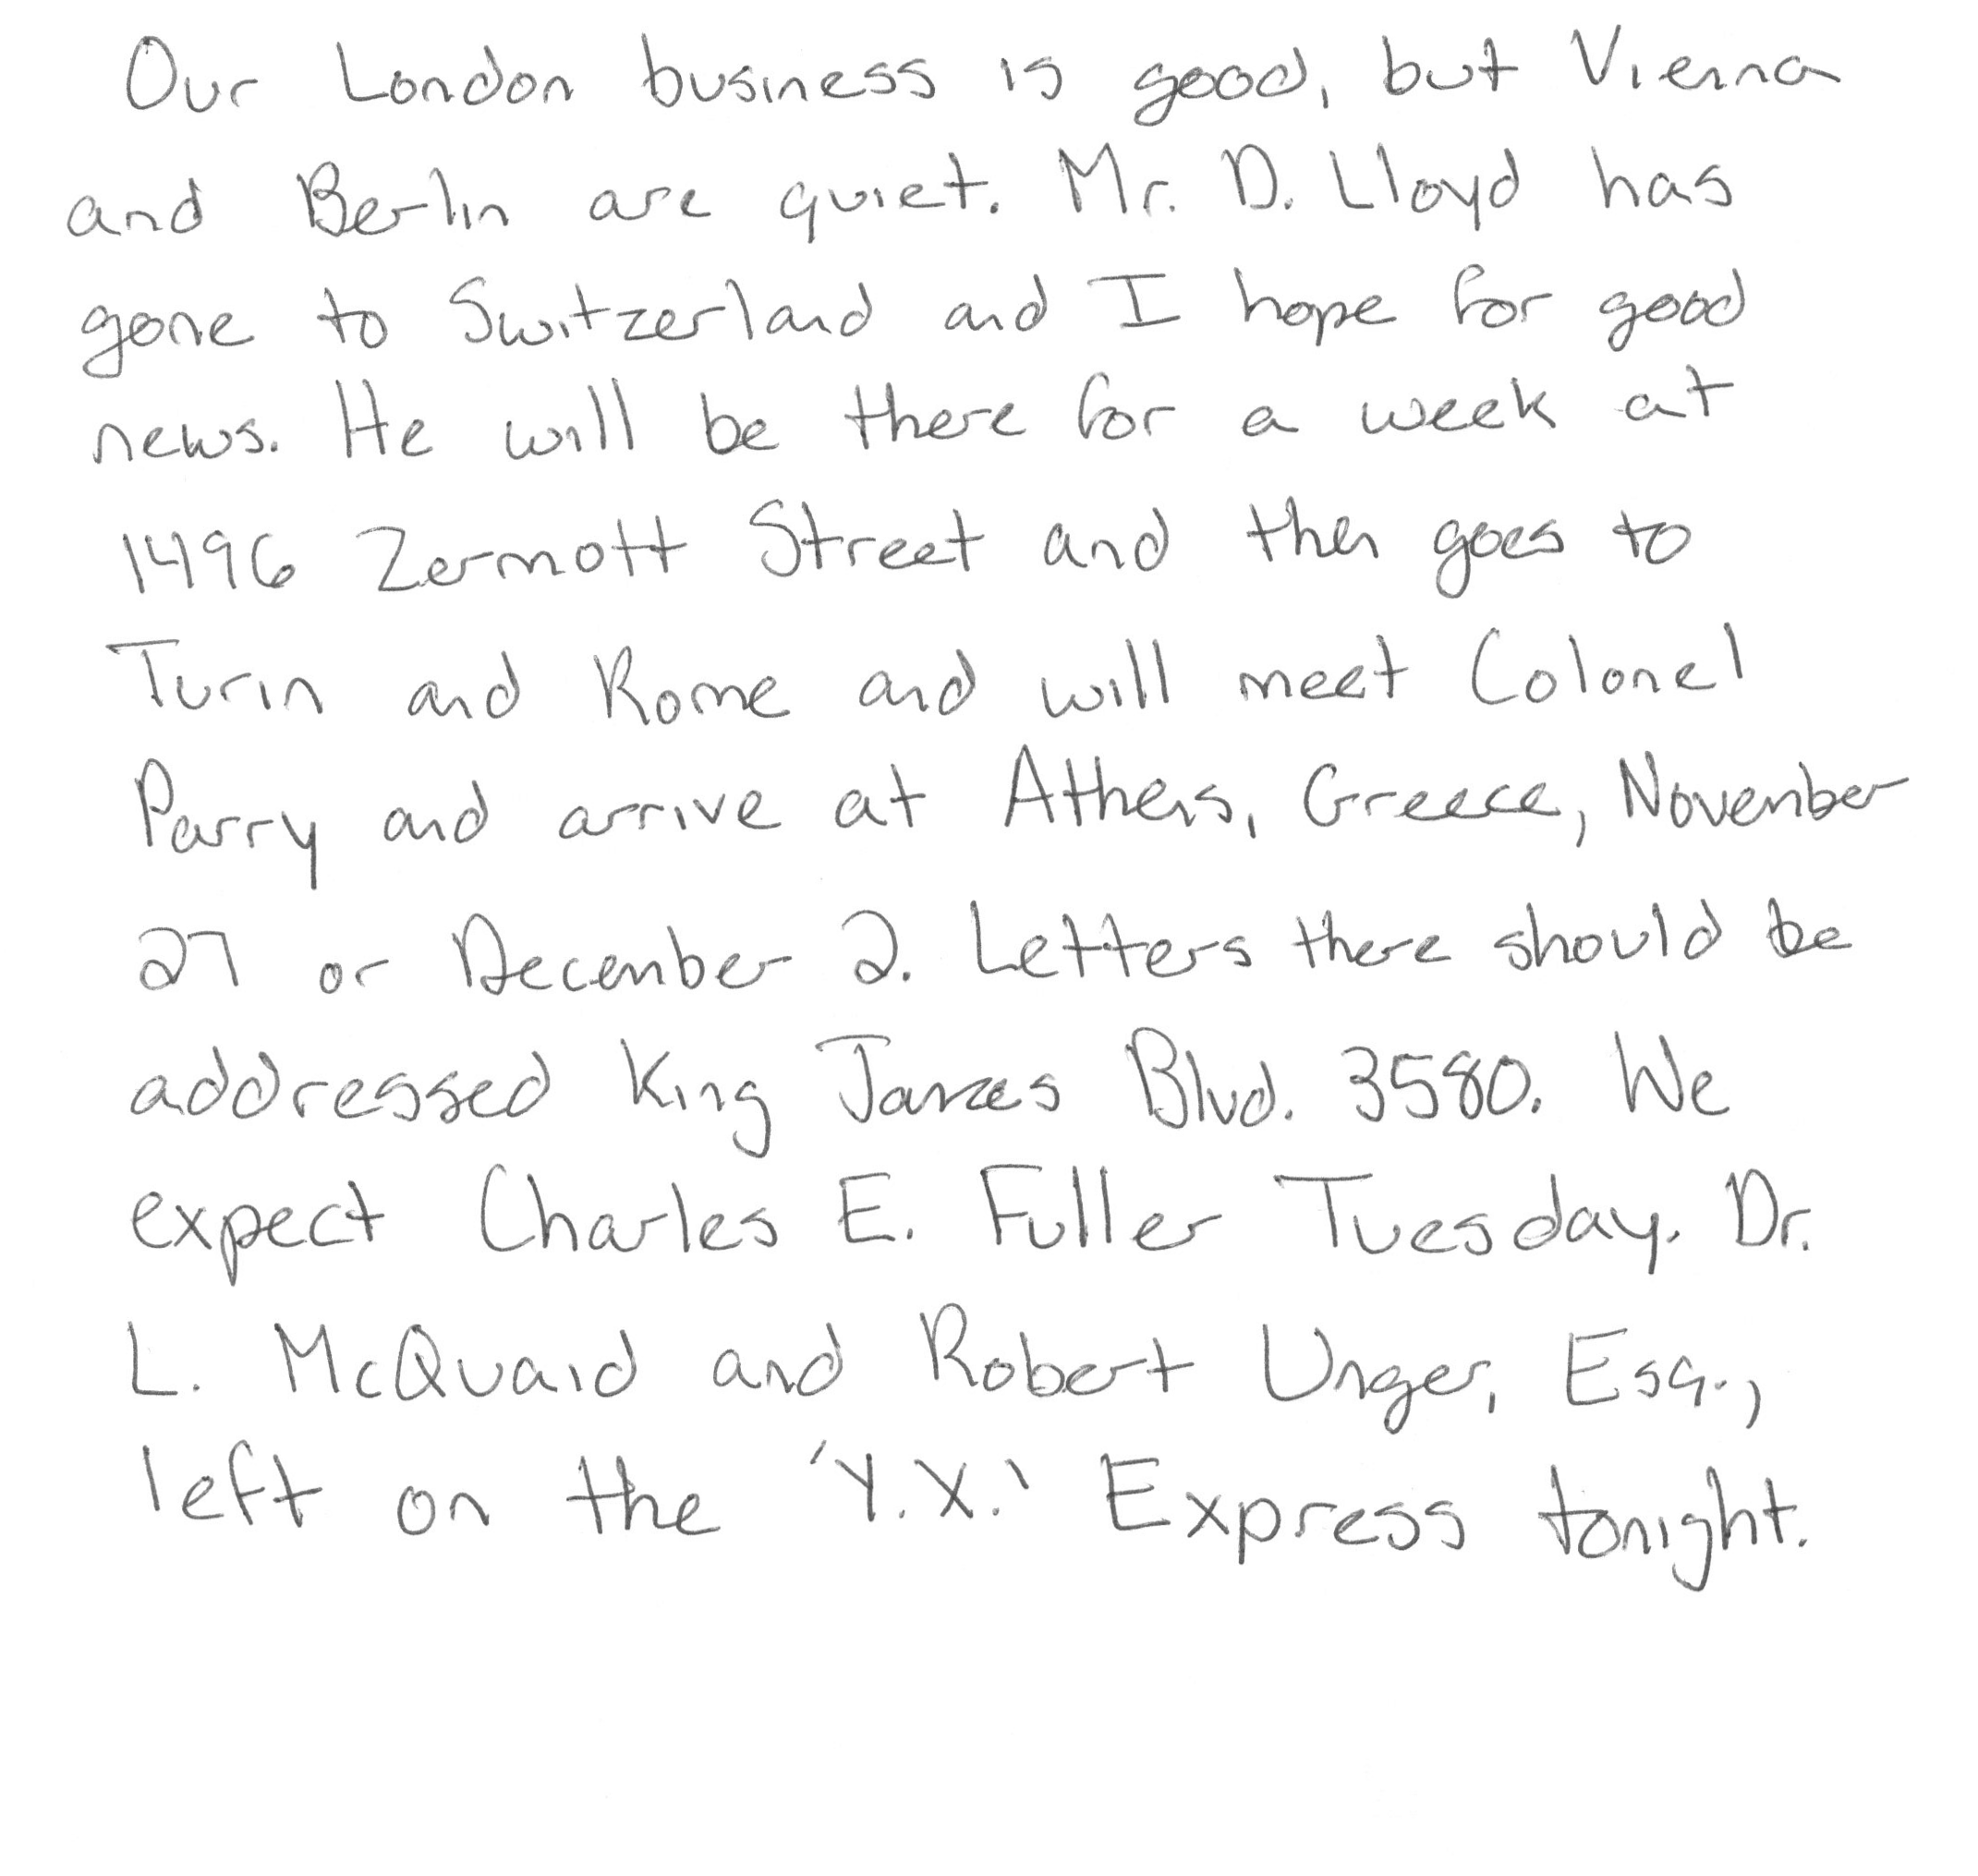 Our London business is good, but Vienna
and Berlin are quiet. Mr. D. Lloyd has
gone to Switzerland and I hope for good
news. He will be there for a week at
1496 Zermott Street and then goes to
Turin and Rome and will meet Colonel
Parry and arrive at Athens, Greece, November
27 or December 2. Letters there should be
addressed King James Blvd. 3580. We
expect Charles E. Fuller Tuesday. Dr.
L. McQuaid and Robert Unger, Esq.,
left on the 'Y.X.' Express tonight.